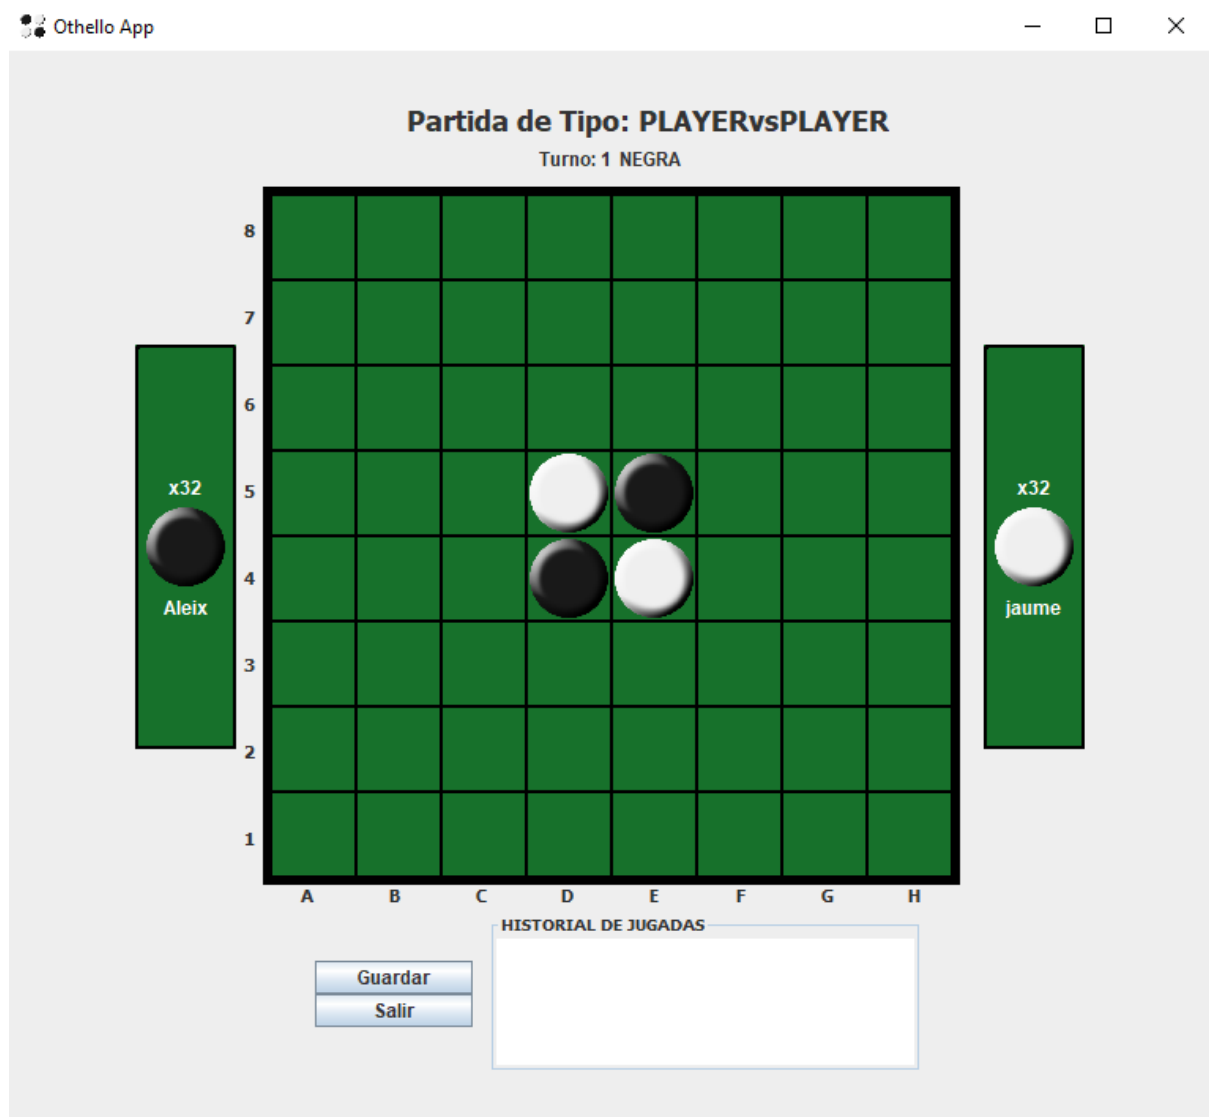 Othello App
Partida de Tipo: PLAYERvsPLAYER
Turno: 1 NEGRA
8
7
6
5
4
3
2
1
x32
Aleix
x32
jaume
A B C D E F G H
HISTORIAL DE JUGADAS
Guardar
Salir